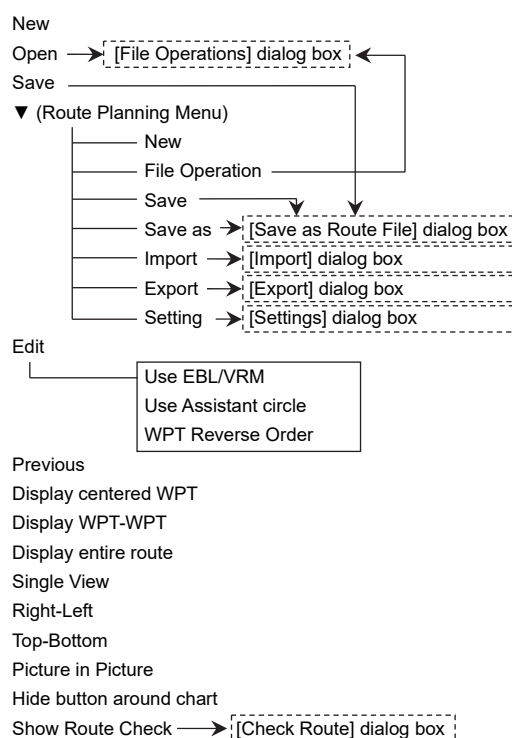 New
Open [File Operations] dialog box
Save
▼ (Route Planning Menu)
New
File Operation
Save
Save as [Save as Route File] dialog box
Import [Import] dialog box
Export [Export] dialog box
Setting [Settings] dialog box
Edit
Use EBL/VRM
Use Assistant circle
WPT Reverse Order
Previous
Display centered WPT
Display WPT-WPT
Display entire route
Single View
Right-Left
Top-Bottom
Picture in Picture
Hide button around chart
Show Route Check [Check Route] dialog box